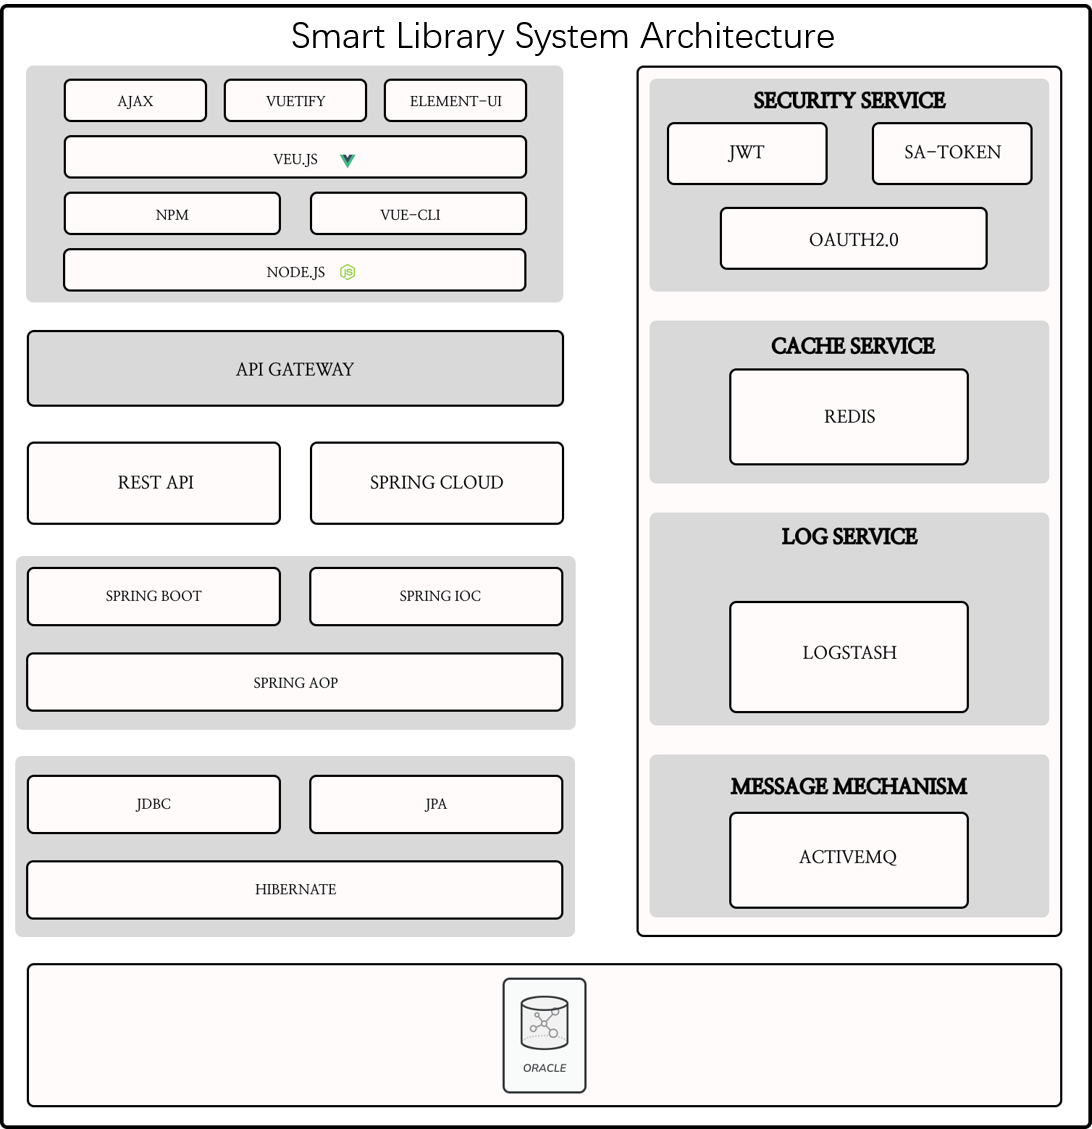 Smart Library System Architecture
AJAX
VUETIFY
ELEMENT-UI
VEU.JS
NPM
VUE-CLI
NODE.JS
JS
API GATEWAY
REST API
SPRING CLOUD
SPRING BOOT
SPRING IOC
SPRING AOP
JDBC
JPA
HIBERNATE
SECURITY SERVICE
JWT
SA-TOKEN
OAUTH2.0
CACHE SERVICE
REDIS
LOG SERVICE
LOGSTASH
MESSAGE MECHANISM
ACTIVEMQ
ORACLE